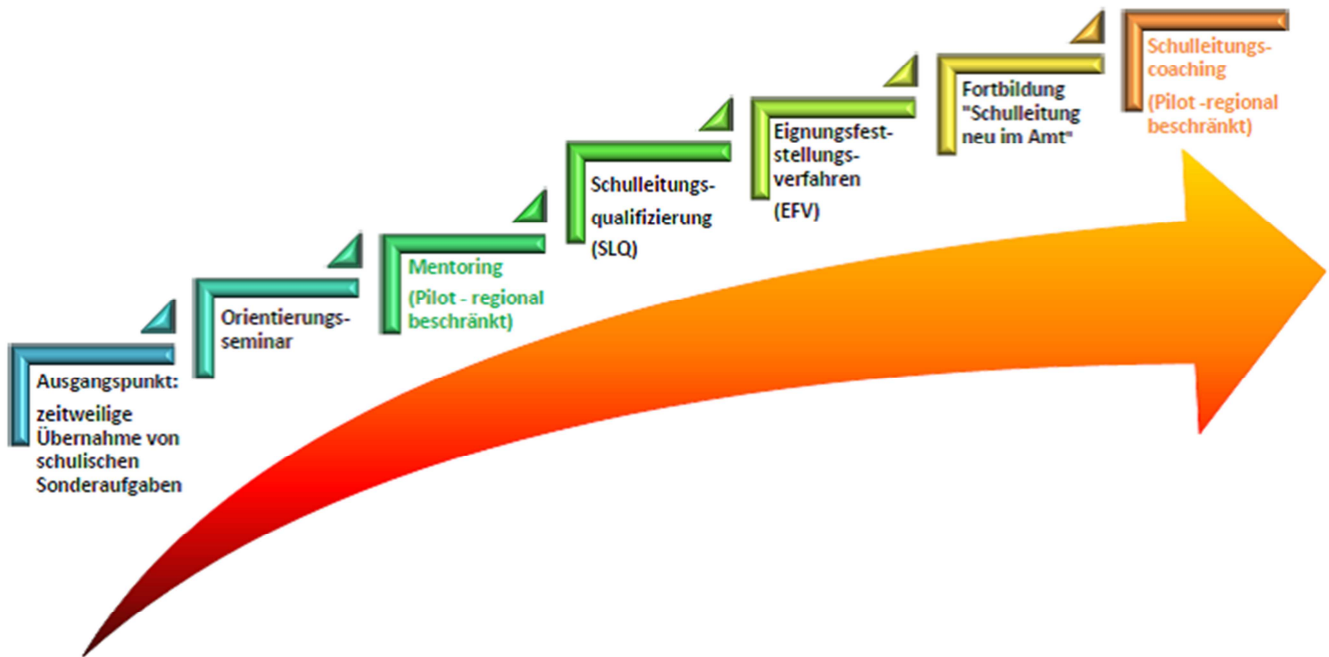 Ausgangspunkt:
zeitweilige
Übernahme von
schulischen
Sonderaufgaben
Orientierungs-
seminar
Mentoring
(Pilot - regional
beschränkt)
Schulleitungs-
qualifizierung
(SLQ)
Eignungsfest-
stellungs-
verfahren
(EFV)
Fortbildung
"Schulleitung
neu im Amt"
Schulleitungs-
coaching
(Pilot -regional
beschränkt)